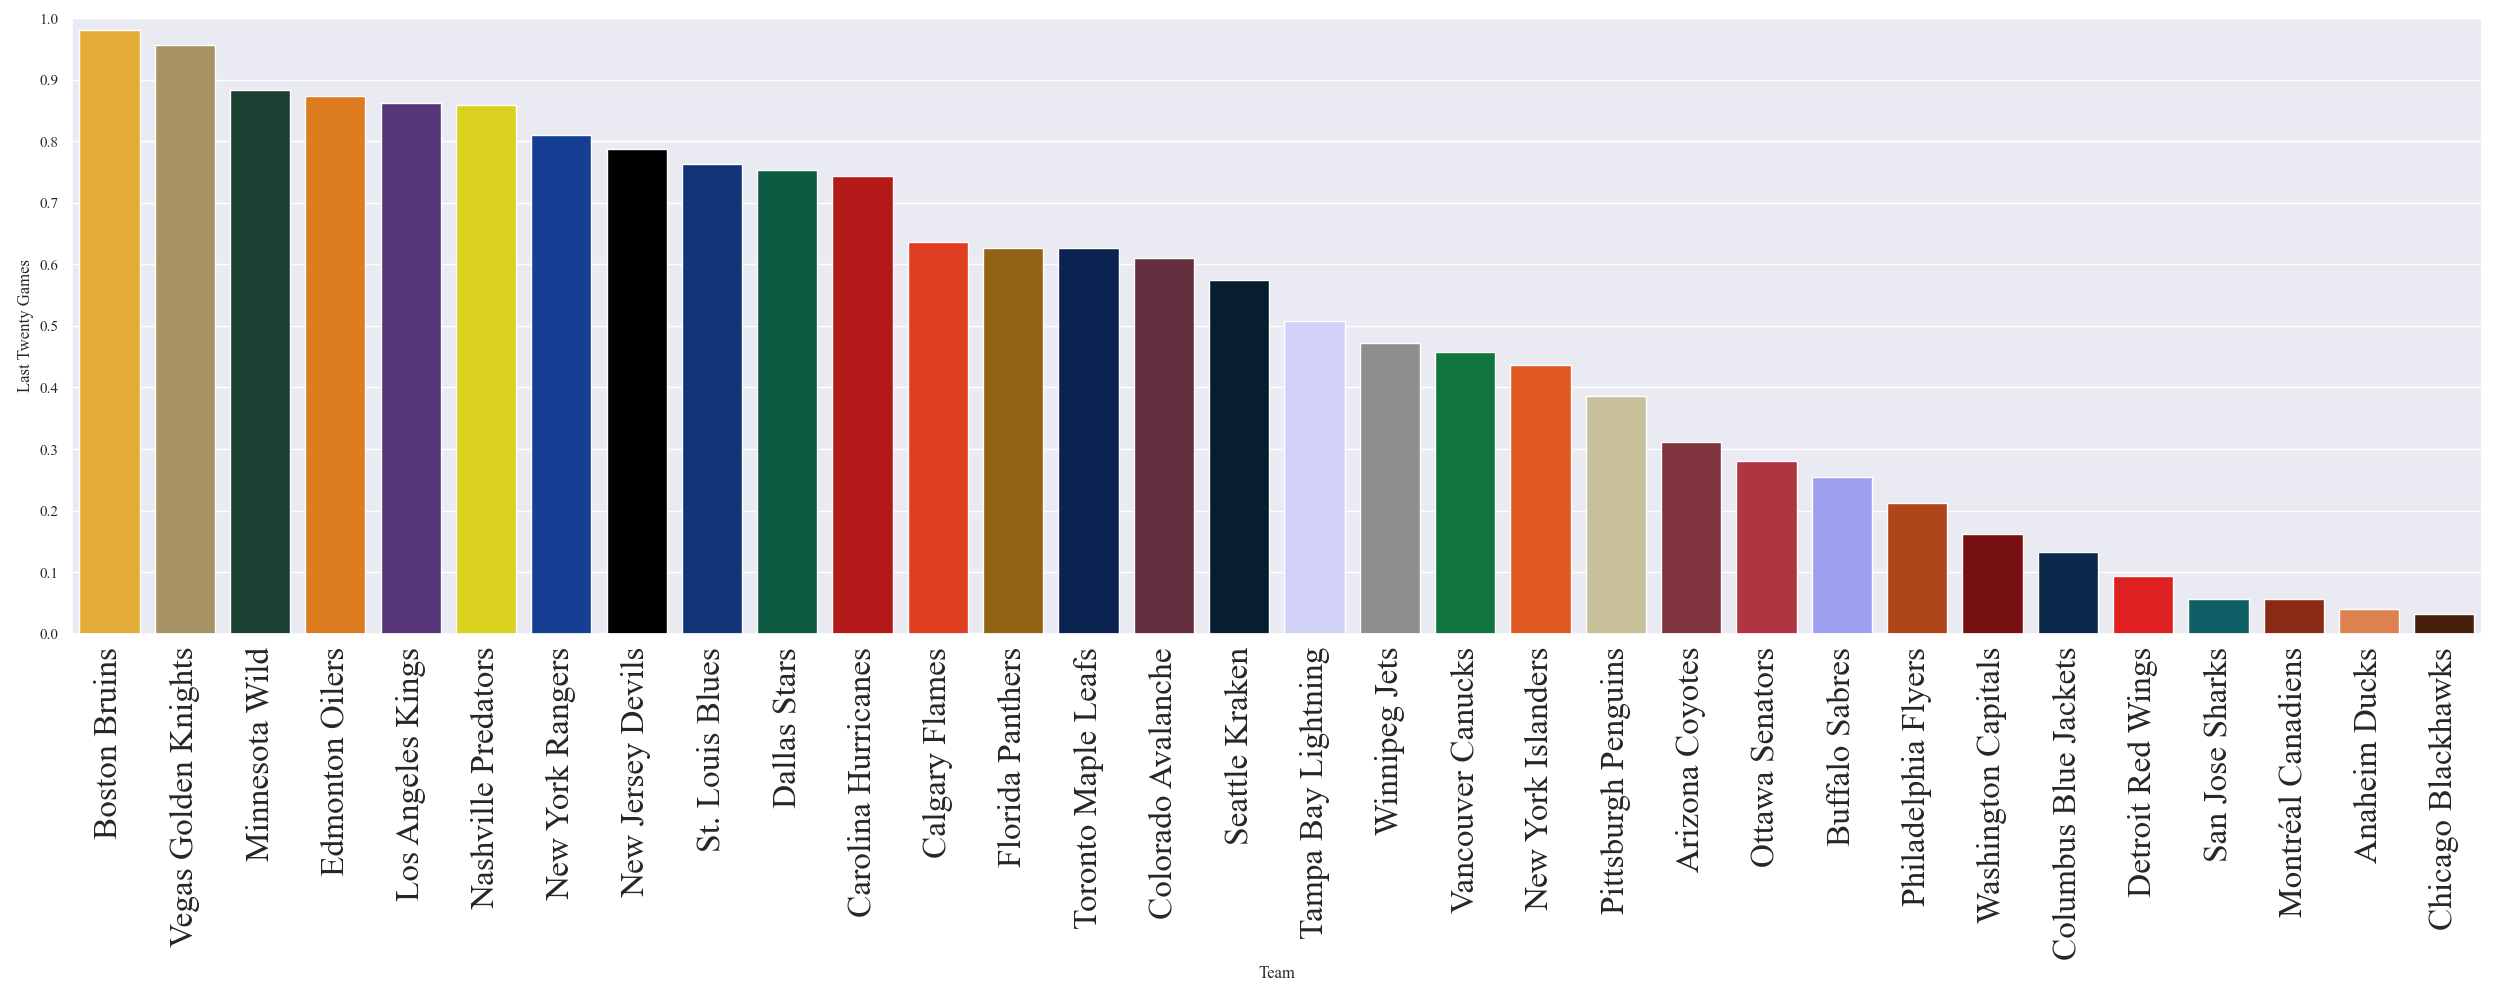 1.0
0.9
0.8
0.7
0.6
0.5
0.4
0.3
0.2
0.1
0.0
Last Twenty Games
Boston Bruins
Vegas Golden Knights
Minnesota Wild
Edmonton Oilers
Los Angeles Kings
Nashville Predators
New York Rangers
New Jersey Devils
St. Louis Blues
Dallas Stars
Carolina Hurricanes
Calgary Flames
Florida Panthers
Toronto Maple Leafs
Colorado Avalanche
Seattle Kraken
Tampa Bay Lightning
Winnipeg Jets
Vancouver Canucks
New York Islanders
Pittsburgh Penguins
Arizona Coyotes
Ottawa Senators
Buffalo Sabres
Philadelphia Flyers
Washington Capitals
Columbus Blue Jackets
Detroit Red Wings
San Jose Sharks
Montréal Canadiens
Anaheim Ducks
Chicago Blackhawks
Team